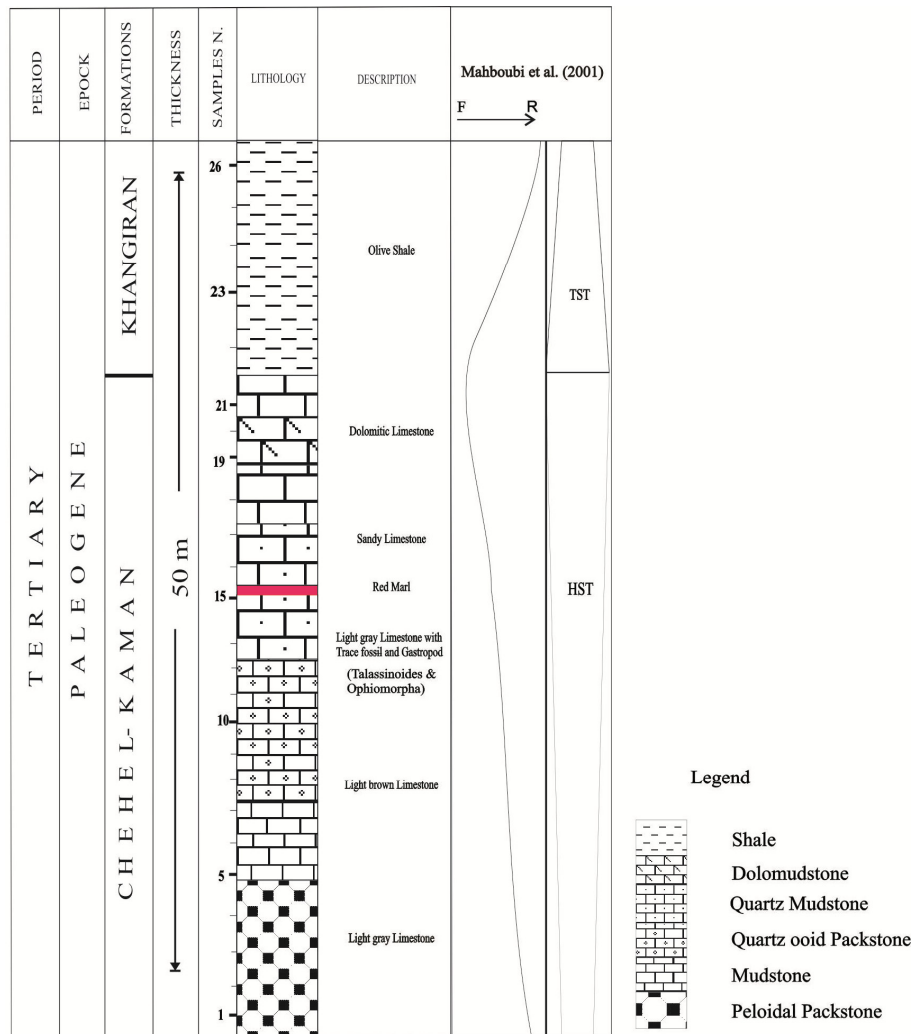 PERIOD
EPOCK
FORMATIONS
THICKNESS
SAMPLES N.
LITHOLOGY
DESCRIPTION
Mahboubi et al. (2001)
F R
TERTIARY
PALEOGENE
KHANGIRAN
CHEHEL-KAMAN
50 m
26
23
21
19
15
10
5
1
Olive Shale
Dolomitic Limestone
Sandy Limestone
Red Marl
Light gray Limestone with
Trace fossil and Gastropod
(Talassinoides &
Ophiomorpha)
Light brown Limestone
Light gray Limestone
TST
HST
Legend
Shale
Dolomudstone
Quartz Mudstone
Quartz ooid Packstone
Mudstone
Peloidal Packstone